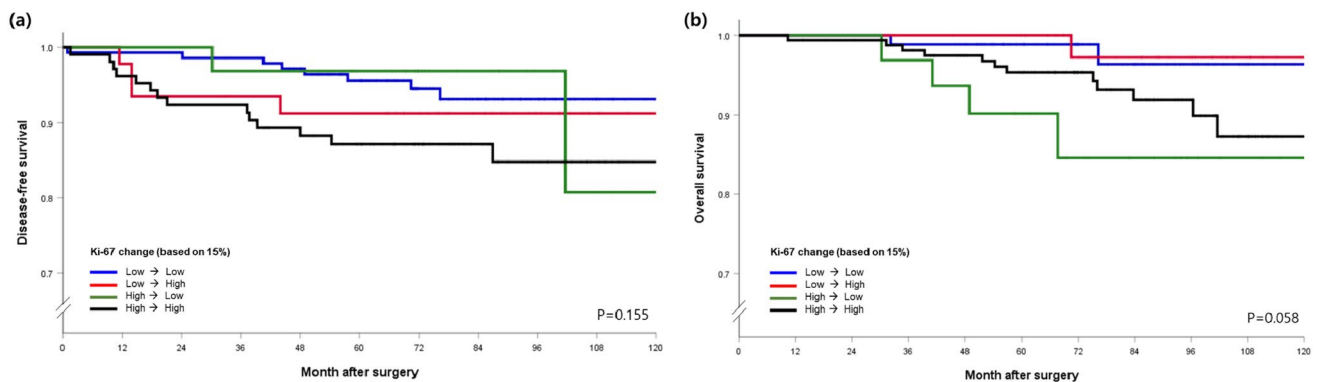 (a)
1.0
0.9
0.8
0.7
Disease-free survival
Ki-67 change (based on 15%)
Low → Low
Low → High
High → Low
High → High
P=0.155
0 12 24 36 48 60 72 84 96 108 120
Month after surgery
(b)
1.0
0.9
0.8
0.7
Overall survival
Ki-67 change (based on 15%)
Low → Low
Low → High
High → Low
High → High
P=0.058
0 12 24 36 48 60 72 84 96 108 120
Month after surgery